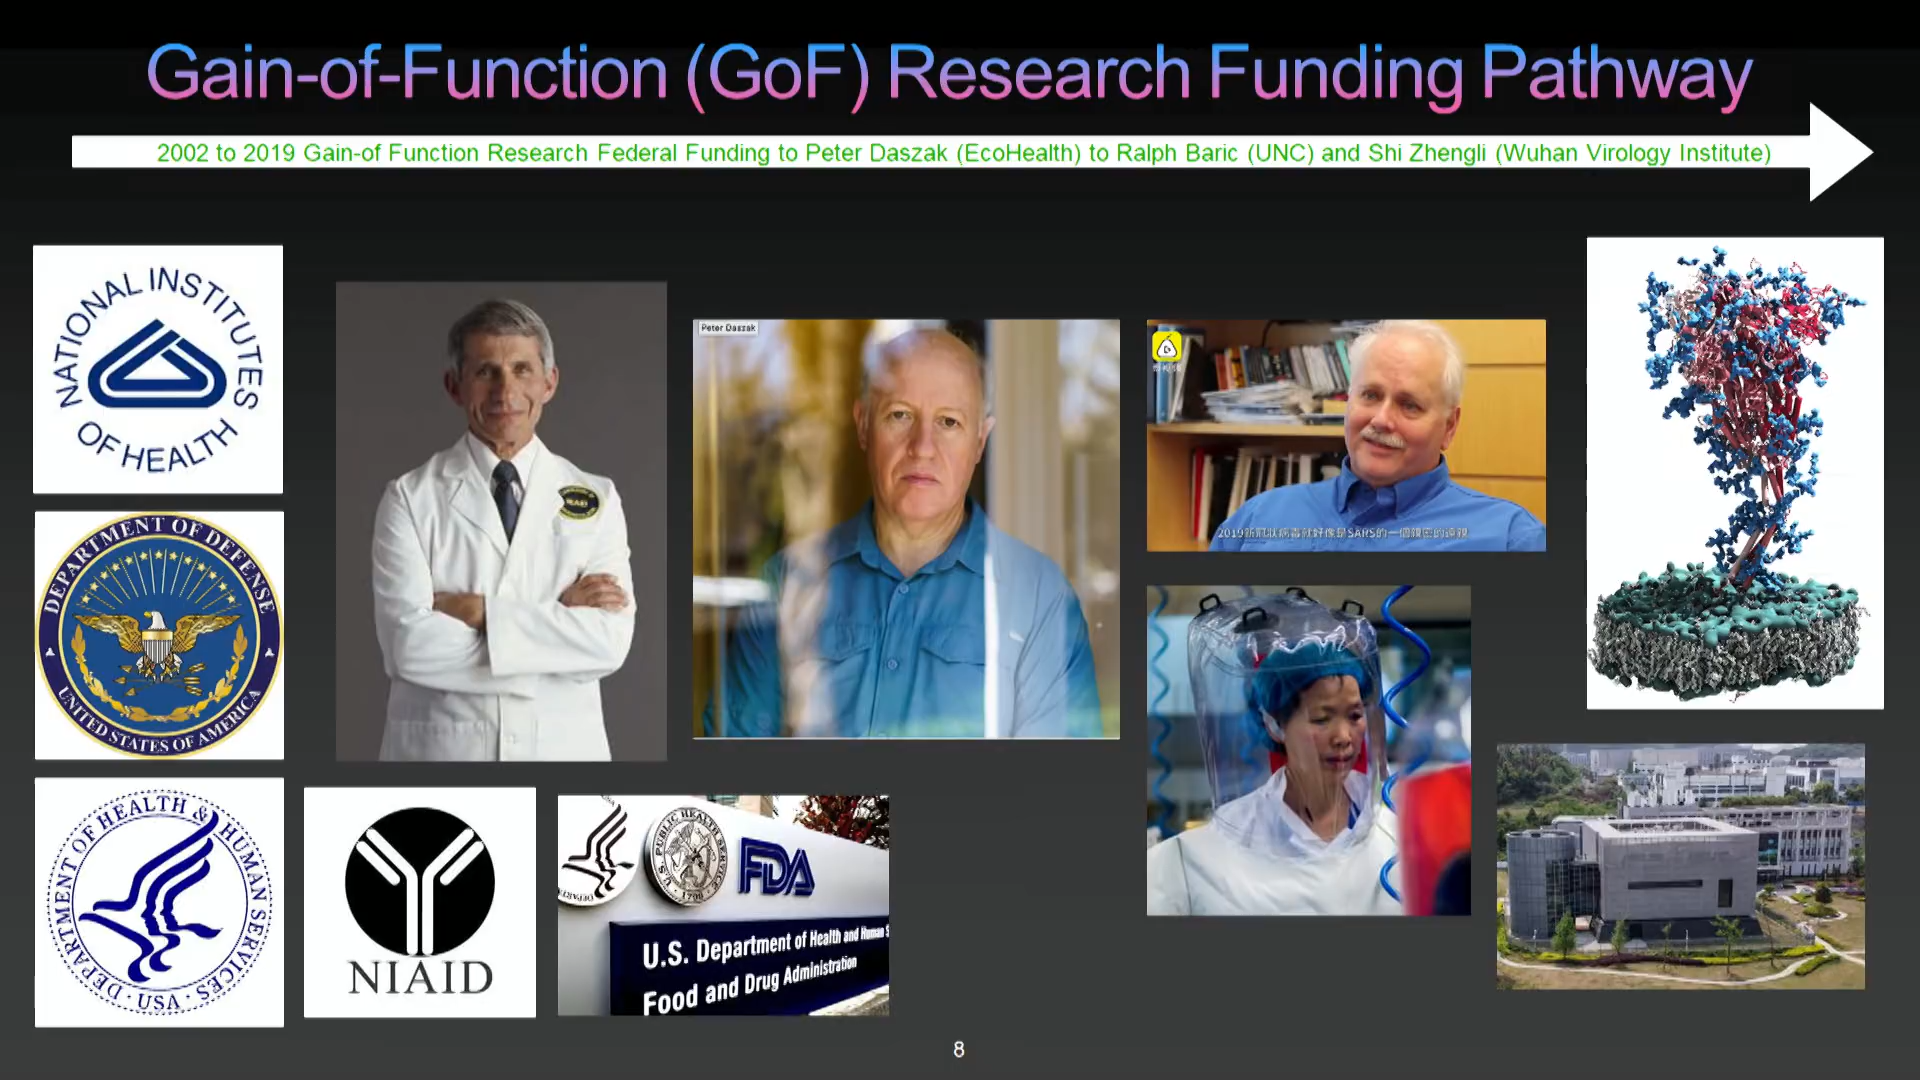 Gain-of-Function (GoF) Research Funding Pathway
2002 to 2019 Gain-of Function Research Federal Funding to Peter Daszak (EcoHealth) to Ralph Baric (UNC) and Shi Zhengli (Wuhan Virology Institute)
NATIONAL INSTITUTES
OF HEALTH
Peter Daszak
DEPARTMENT OF DEFENSE
UNITED STATES OF AMERICA
DEPARTMENT OF HEALTH & HUMAN SERVICES · USA
NIAID
U.S. PUBLIC HEALTH SERVICE
FDA
U.S. Department of Health and Human
Food and Drug Administration
8